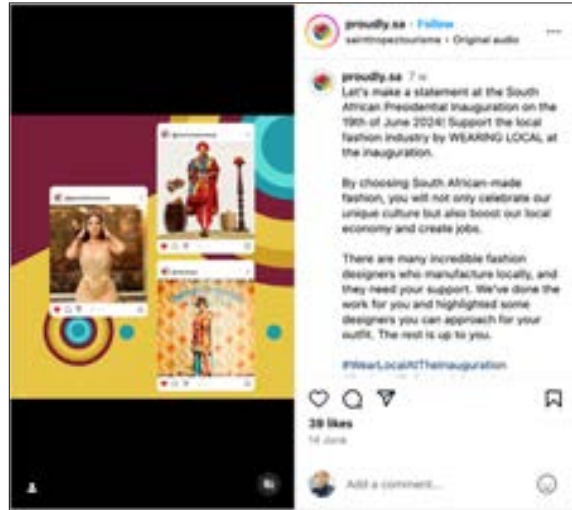 proudly.sa · Follow
sainttropeztourisme · Original audio
proudly.sa 7 w
Let's make a statement at the South
African Presidential Inauguration on the
19th of June 2024! Support the local
fashion industry by WEARING LOCAL at
the inauguration.
By choosing South African-made
fashion, you will not only celebrate our
unique culture but also boost our local
economy and create jobs.
There are many incredible fashion
designers who manufacture locally, and
they need your support. We've done the
work for you and highlighted some
designers you can approach for your
outfit. The rest is up to you.
#WearLocalAtTheInauguration
39 likes
14 June
Add a comment...